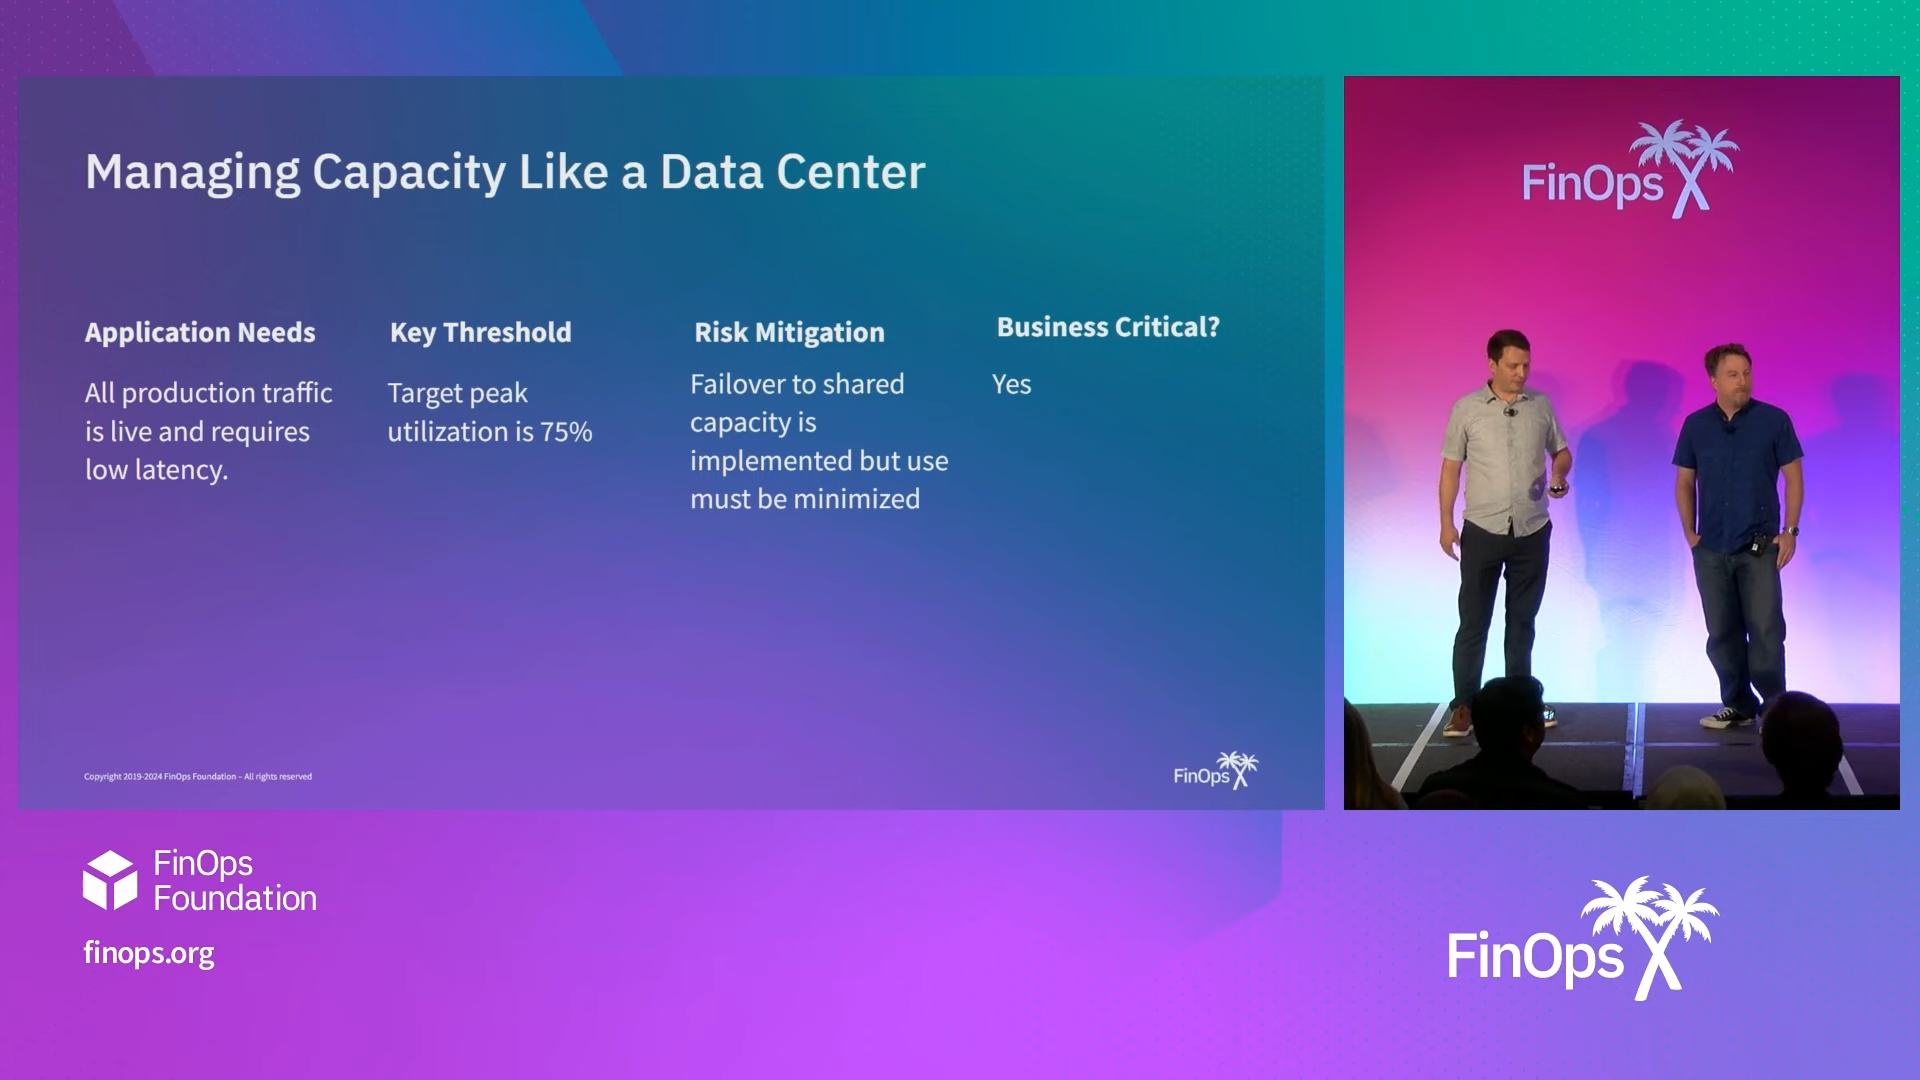 Managing Capacity Like a Data Center
Application Needs
All production traffic
is live and requires
low latency.
Key Threshold
Target peak
utilization is 75%
Risk Mitigation
Failover to shared
capacity is
implemented but use
must be minimized
Business Critical?
Yes
Copyright 2019-2024 FinOps Foundation – All rights reserved
FinOps X
FinOps X
FinOps
Foundation
finops.org
FinOps X